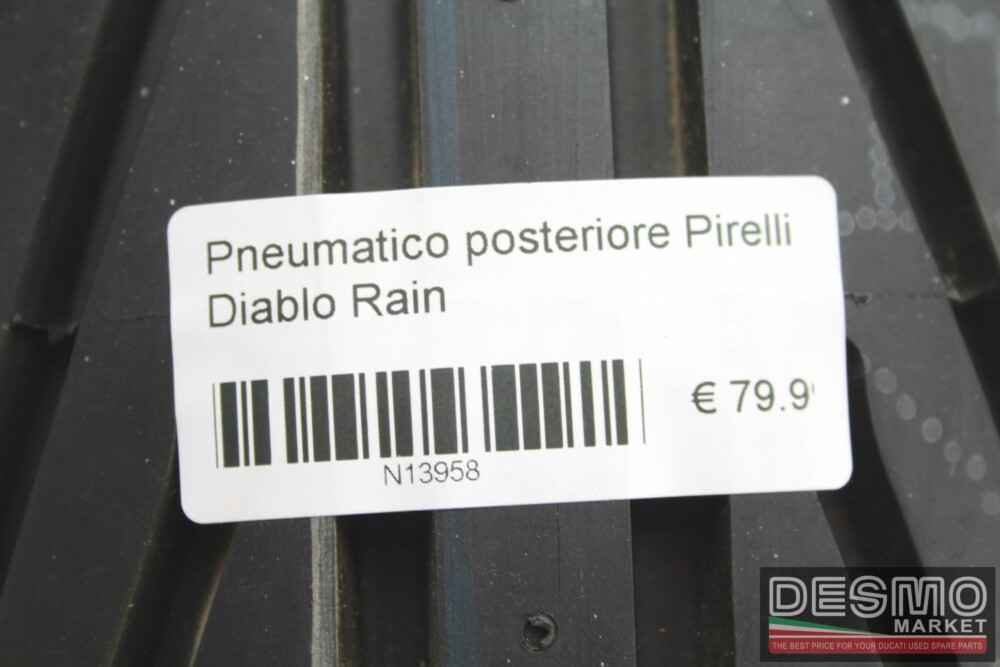 Pneumatico posteriore Pirelli
Diablo Rain
€ 79.9
N13958
DESMO
MARKET
THE BEST PRICE FOR YOUR DUCATI USED SPARE PARTS